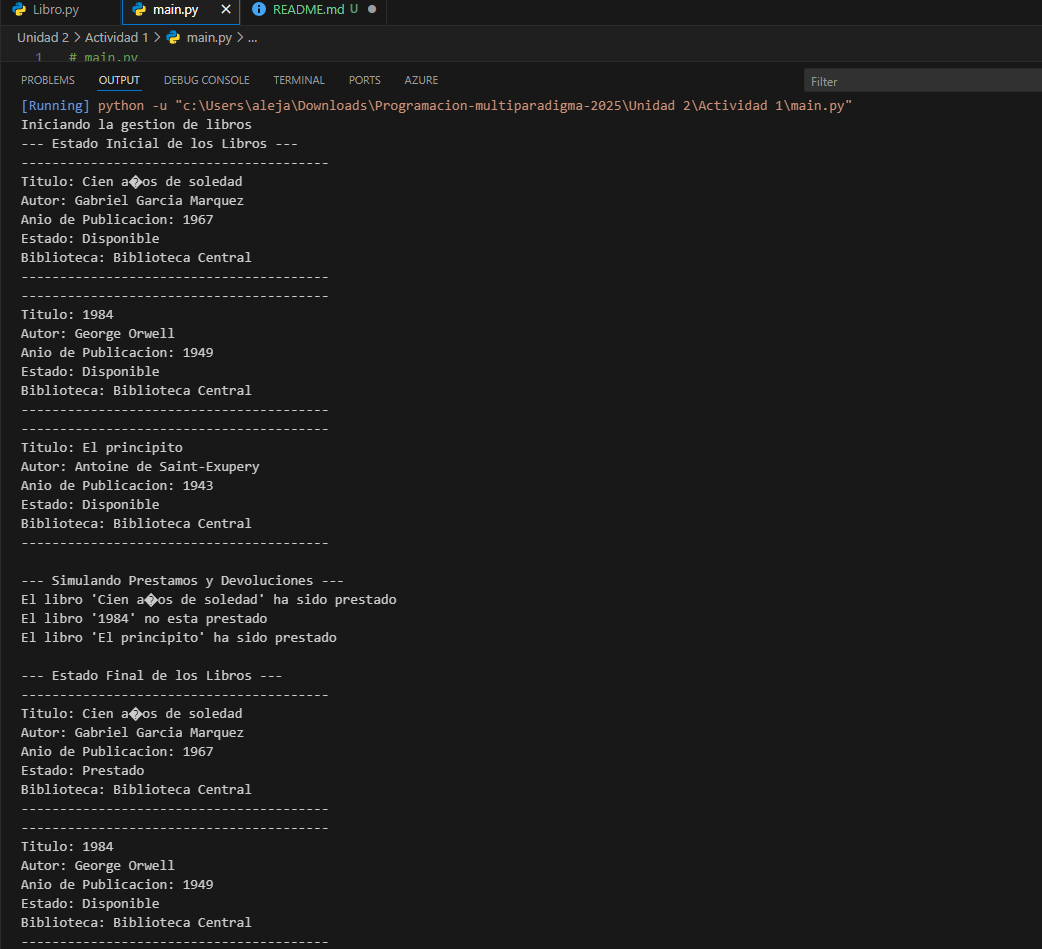 Libro.py main.py README.md U
Unidad 2 > Actividad 1 > main.py > ...
1 # main.py
PROBLEMS OUTPUT DEBUG CONSOLE TERMINAL PORTS AZURE Filter
[Running] python -u "c:\Users\aleja\Downloads\Programacion-multiparadigma-2025\Unidad 2\Actividad 1\main.py"
Iniciando la gestion de libros
--- Estado Inicial de los Libros ---
----------------------------------------
Titulo: Cien a�os de soledad
Autor: Gabriel Garcia Marquez
Anio de Publicacion: 1967
Estado: Disponible
Biblioteca: Biblioteca Central
----------------------------------------
----------------------------------------
Titulo: 1984
Autor: George Orwell
Anio de Publicacion: 1949
Estado: Disponible
Biblioteca: Biblioteca Central
----------------------------------------
----------------------------------------
Titulo: El principito
Autor: Antoine de Saint-Exupery
Anio de Publicacion: 1943
Estado: Disponible
Biblioteca: Biblioteca Central
----------------------------------------
--- Simulando Prestamos y Devoluciones ---
El libro 'Cien a�os de soledad' ha sido prestado
El libro '1984' no esta prestado
El libro 'El principito' ha sido prestado
--- Estado Final de los Libros ---
----------------------------------------
Titulo: Cien a�os de soledad
Autor: Gabriel Garcia Marquez
Anio de Publicacion: 1967
Estado: Prestado
Biblioteca: Biblioteca Central
----------------------------------------
----------------------------------------
Titulo: 1984
Autor: George Orwell
Anio de Publicacion: 1949
Estado: Disponible
Biblioteca: Biblioteca Central
----------------------------------------